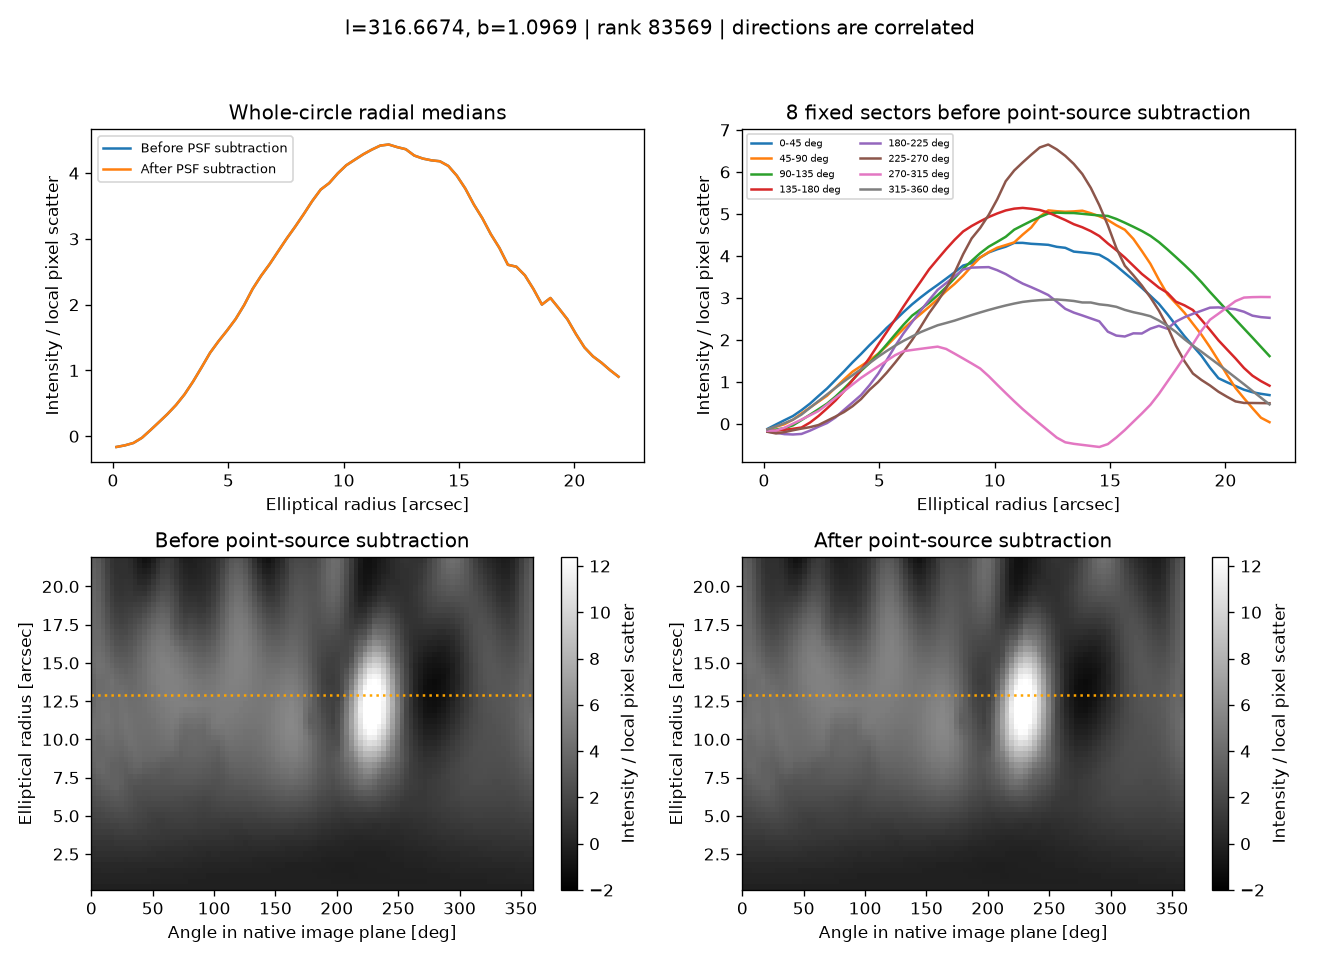 l=316.6674, b=1.0969 | rank 83569 | directions are correlated
Whole-circle radial medians
Before PSF subtraction
After PSF subtraction
Intensity / local pixel scatter
4
3
2
1
0
0 5 10 15 20
Elliptical radius [arcsec]
8 fixed sectors before point-source subtraction
0-45 deg
45-90 deg
90-135 deg
135-180 deg
180-225 deg
225-270 deg
270-315 deg
315-360 deg
Intensity / local pixel scatter
7
6
5
4
3
2
1
0
0 5 10 15 20
Elliptical radius [arcsec]
Before point-source subtraction
Elliptical radius [arcsec]
20.0
17.5
15.0
12.5
10.0
7.5
5.0
2.5
0 50 100 150 200 250 300 350
Angle in native image plane [deg]
12
10
8
6
4
2
0
−2
Intensity / local pixel scatter
After point-source subtraction
Elliptical radius [arcsec]
20.0
17.5
15.0
12.5
10.0
7.5
5.0
2.5
0 50 100 150 200 250 300 350
Angle in native image plane [deg]
12
10
8
6
4
2
0
−2
Intensity / local pixel scatter